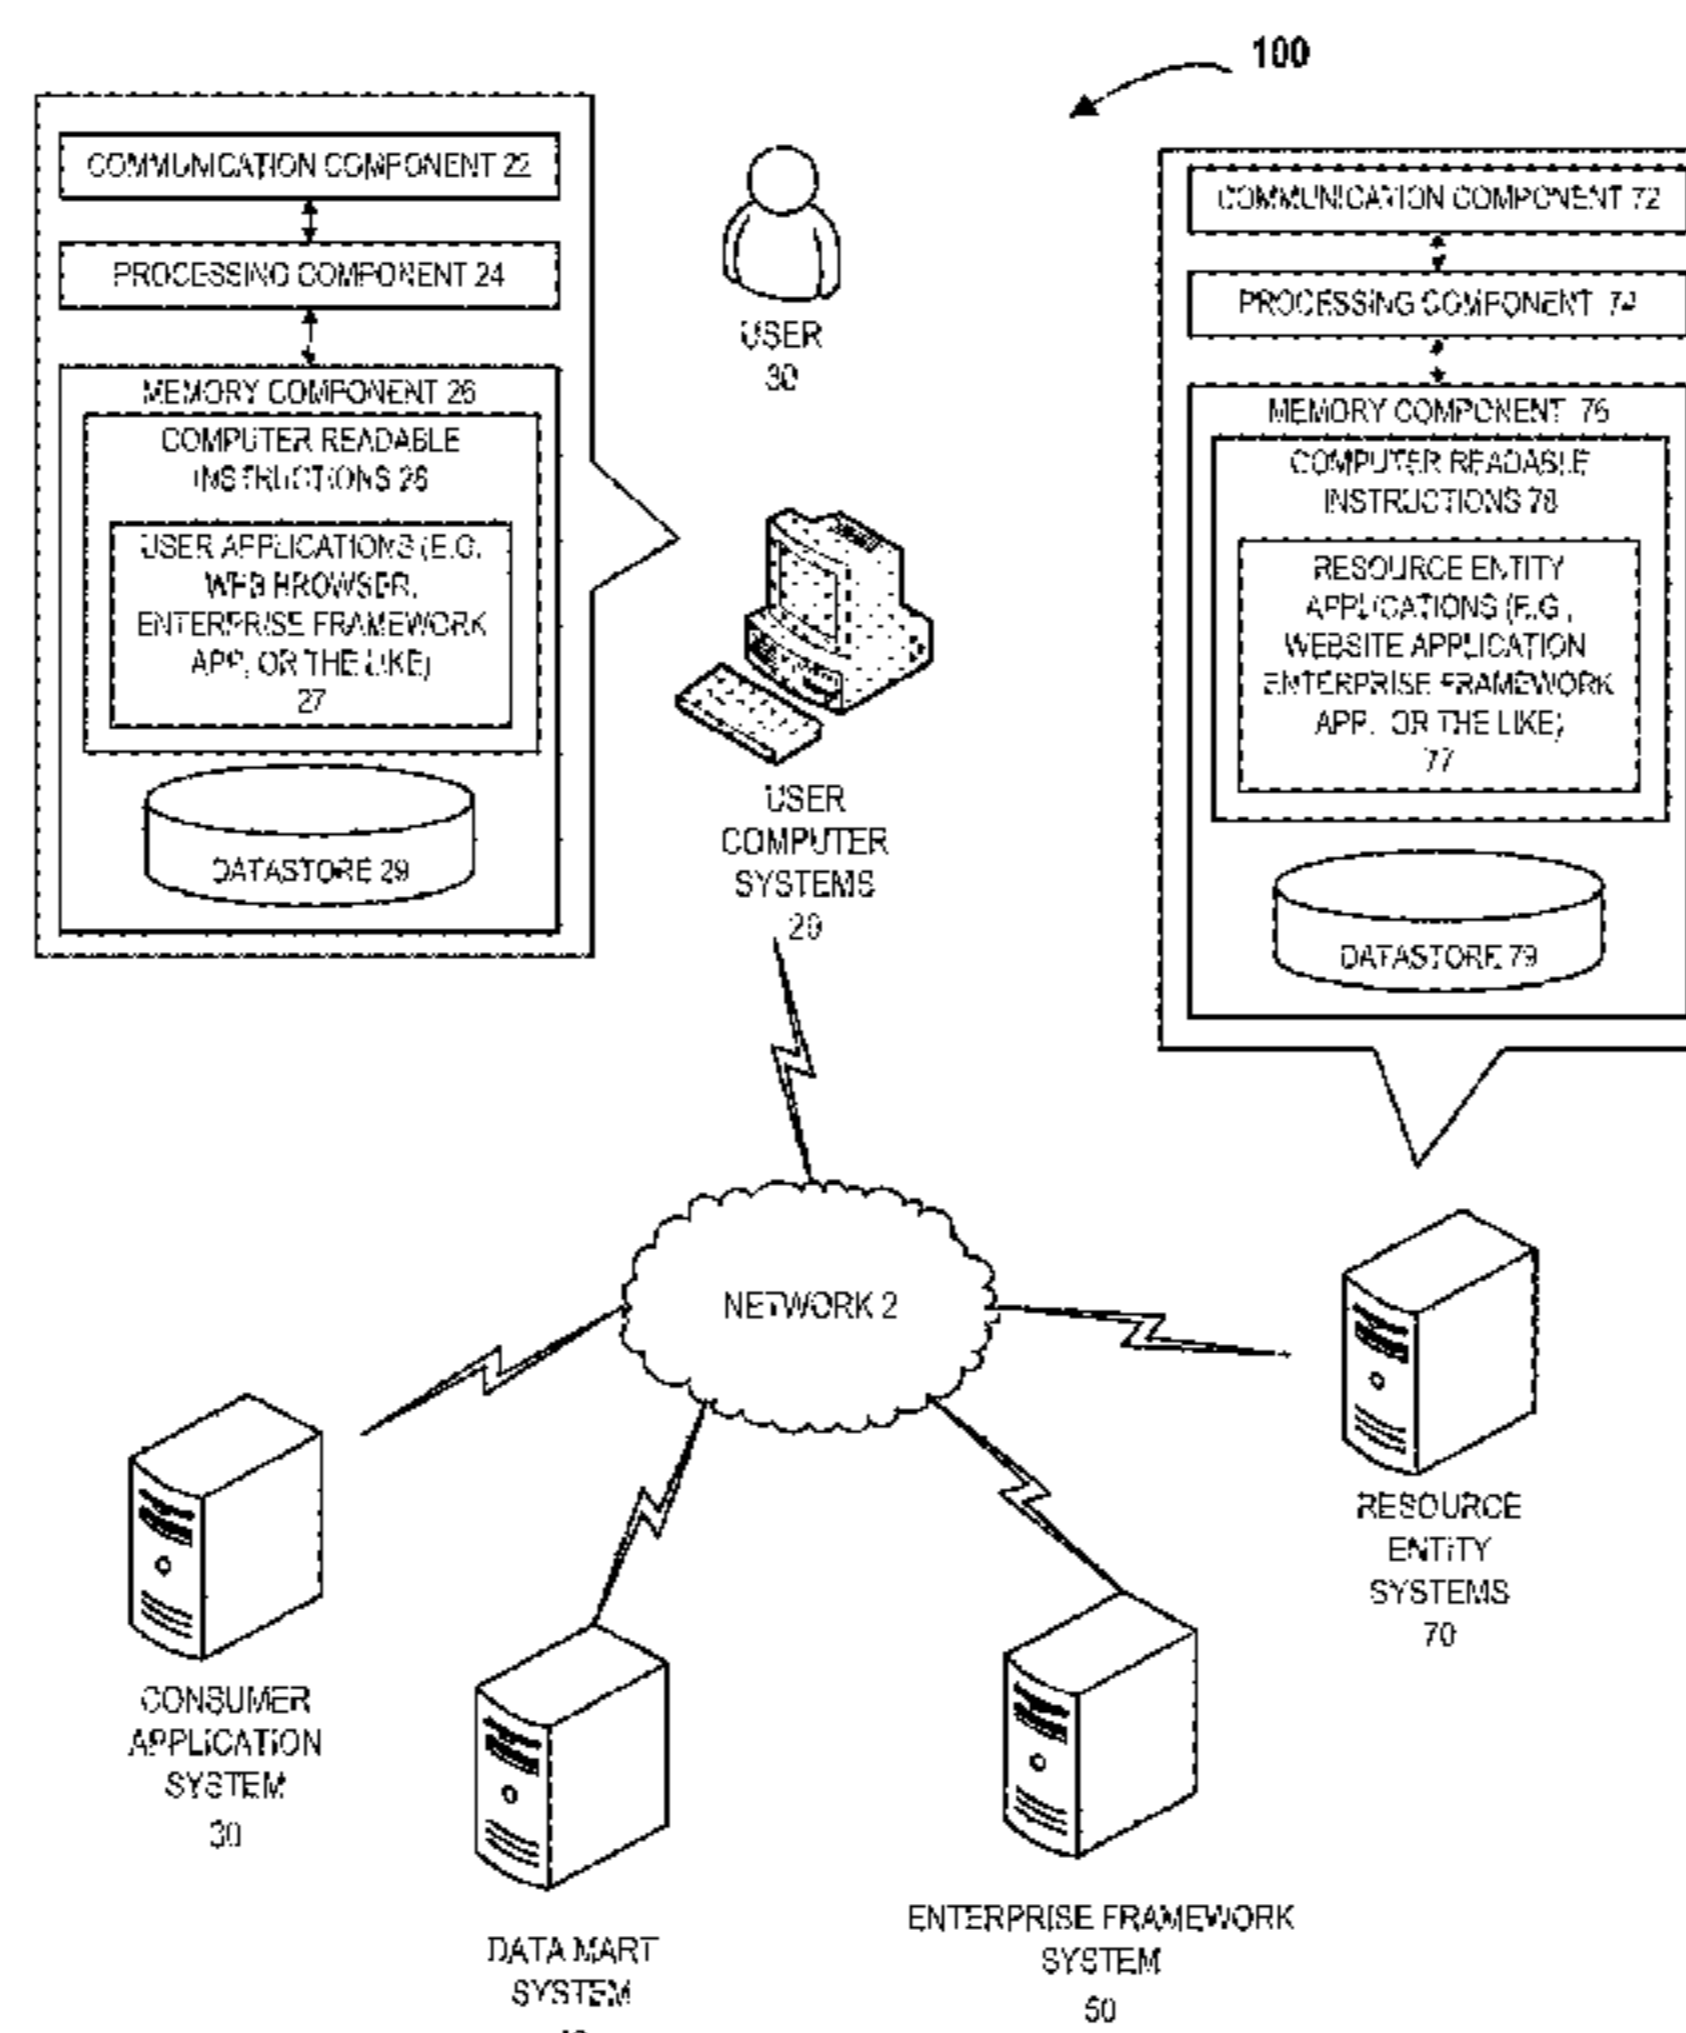 100
COMMUNICATION COMPONENT 22
PROCESSING COMPONENT 24
MEMORY COMPONENT 26
COMPUTER READABLE
INSTRUCTIONS 28
USER APPLICATIONS (E.G.
WEB BROWSER,
ENTERPRISE FRAMEWORK
APP, OR THE LIKE)
27
DATASTORE 29
USER
30
USER
COMPUTER
SYSTEMS
20
COMMUNICATION COMPONENT 72
PROCESSING COMPONENT 74
MEMORY COMPONENT 76
COMPUTER READABLE
INSTRUCTIONS 78
RESOURCE ENTITY
APPLICATIONS (E.G.,
WEBSITE APPLICATION
ENTERPRISE FRAMEWORK
APP, OR THE LIKE)
77
DATASTORE 79
NETWORK 2
RESOURCE
ENTITY
SYSTEMS
70
CONSUMER
APPLICATION
SYSTEM
30
DATA MART
SYSTEM
ENTERPRISE FRAMEWORK
SYSTEM
50